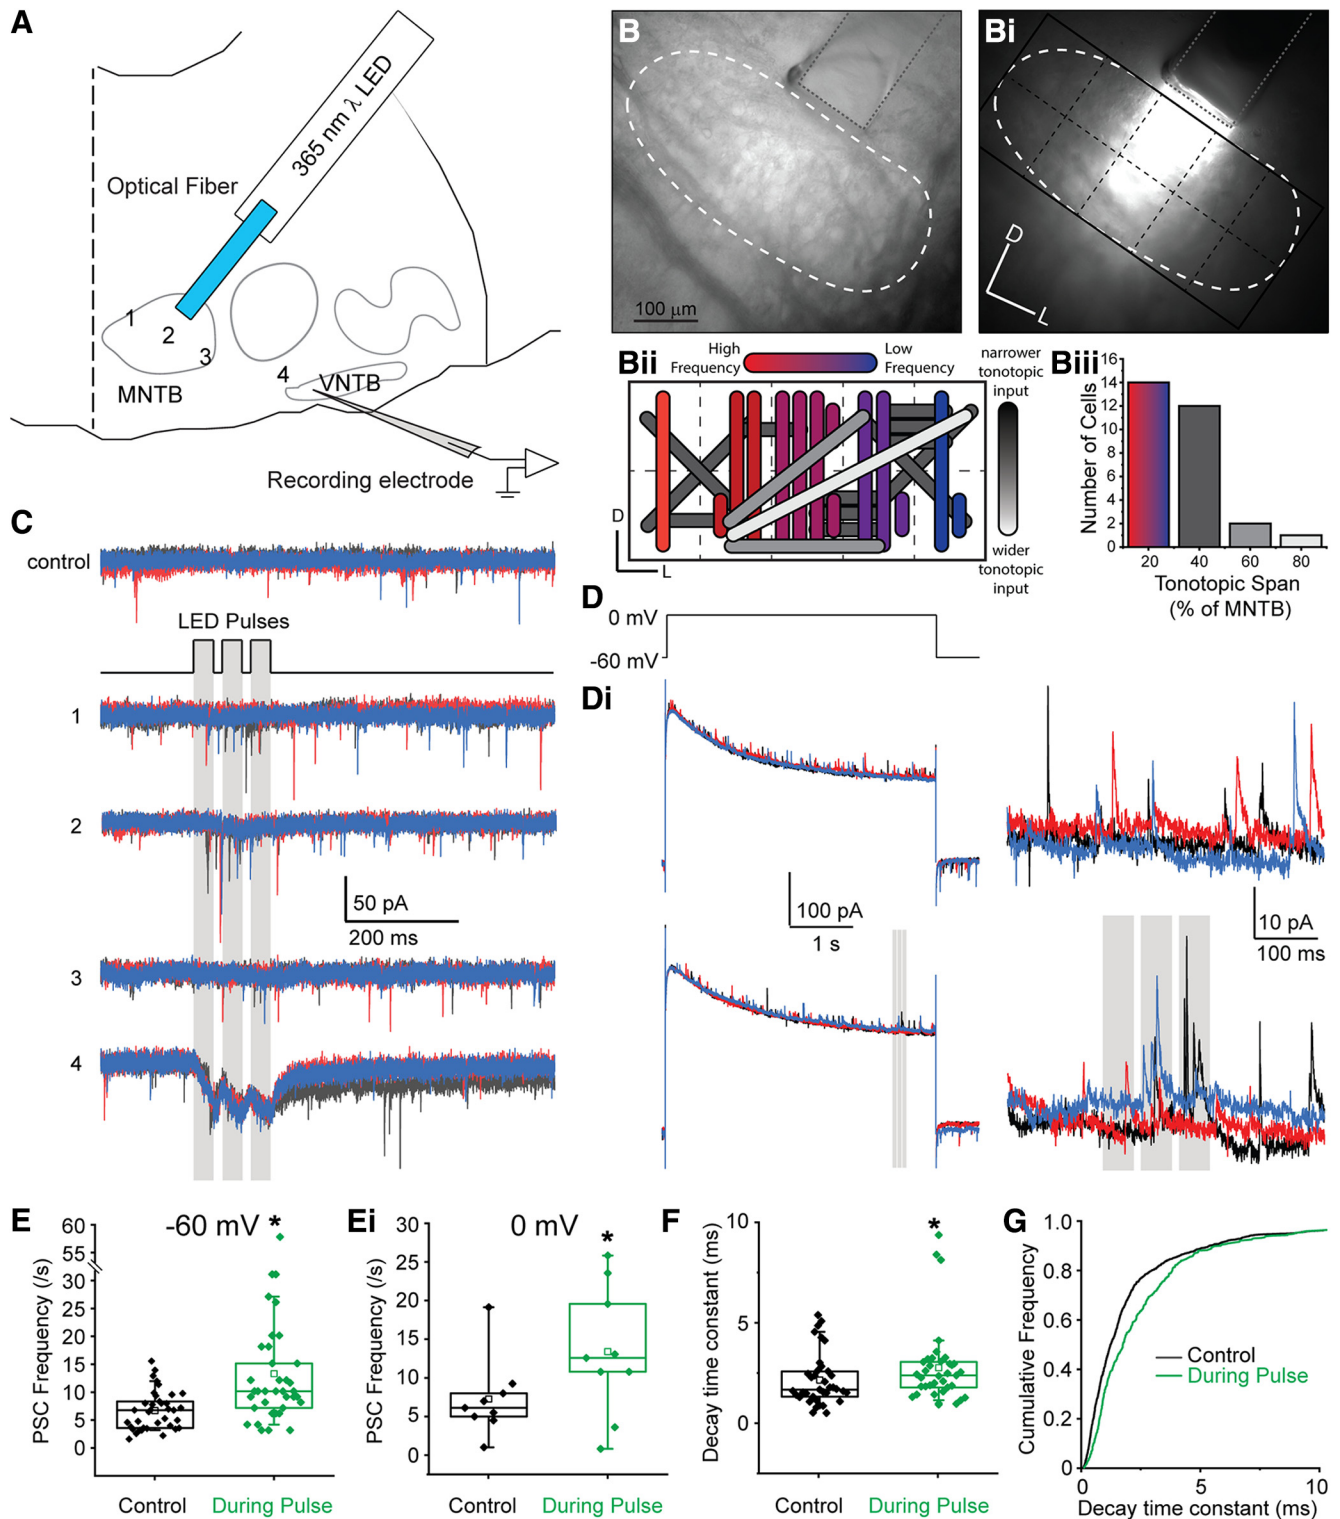 A
365 nm λ LED
Optical Fiber
1
2
3
4
MNTB
VNTB
Recording electrode
B
100 μm
Bi
D
L
Bii
High
Frequency
Low
Frequency
narrower
tonotopic
input
wider
tonotopic
input
D
L
Biii
Number of Cells
16
14
12
10
8
6
4
2
0
20
40
60
80
Tonotopic Span
(% of MNTB)
C
control
LED Pulses
1
2
50 pA
200 ms
3
4
D
0 mV
-60 mV
Di
100 pA
1 s
10 pA
100 ms
E
-60 mV
*
PSC Frequency (/s)
60
55
30
25
20
15
10
5
0
Control
During Pulse
Ei
0 mV
*
PSC Frequency (/s)
30
25
20
15
10
5
0
Control
During Pulse
F
*
Decay time constant (ms)
10
5
0
Control
During Pulse
G
Cumulative Frequency
1.0
0.8
0.6
0.4
0.2
0
Control
During Pulse
0
5
10
Decay time constant (ms)